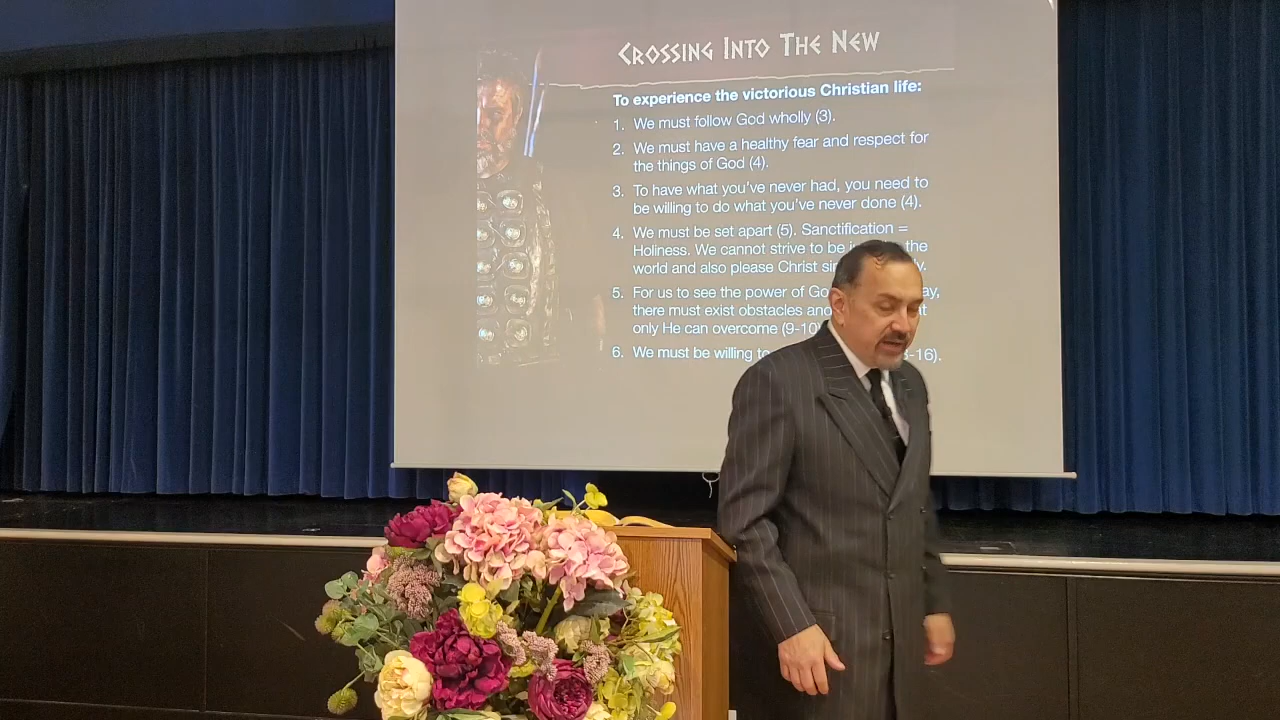 Crossing Into The New
To experience the victorious Christian life:
1. We must follow God wholly (3).
2. We must have a healthy fear and respect for
the things of God (4).
3. To have what you've never had, you need to
be willing to do what you've never done (4).
4. We must be set apart (5). Sanctification =
Holiness. We cannot strive to be the
world and also please Christ
5. For us to see the power of
there must exist obstacles
only He can overcome (9-10)
6. We must be willing to -16).